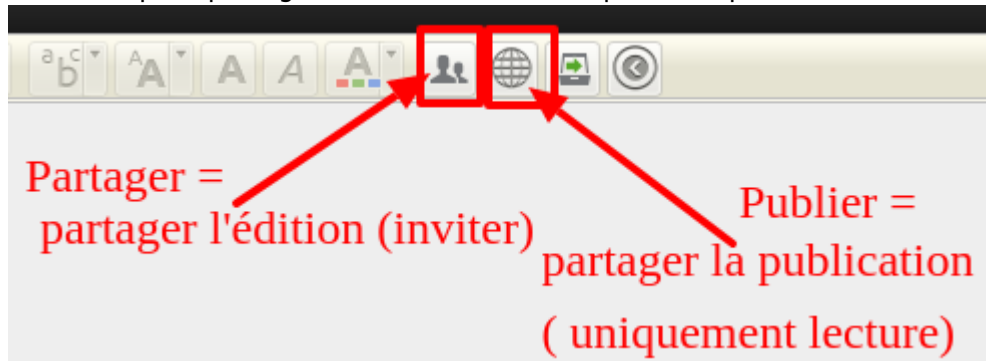 Partager =
partager l'édition (inviter)
Publier =
partager la publication
( uniquement lecture)